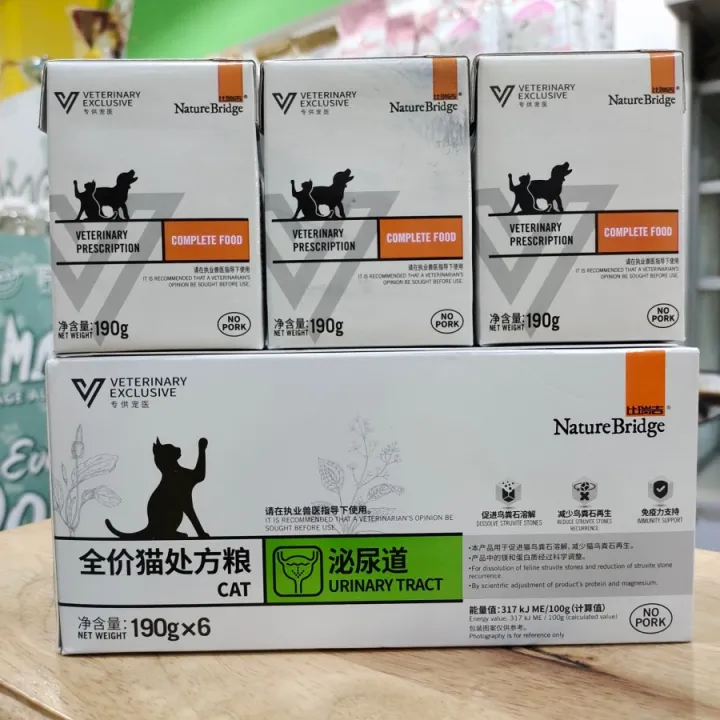 VETERINARY
EXCLUSIVE
专供宠医
比瑞吉®
NatureBridge
VETERINARY
PRESCRIPTION
COMPLETE FOOD
请在执业兽医指导下使用
IT IS RECOMMENDED THAT A VETERINARIAN'S
OPINION BE SOUGHT BEFORE USE.
净含量:
NET WEIGHT
190g
NO
PORK
VETERINARY
EXCLUSIVE
专供宠医
比瑞吉®
NatureBridge
VETERINARY
PRESCRIPTION
COMPLETE FOOD
请在执业兽医指导下使用
IT IS RECOMMENDED THAT A VETERINARIAN'S
OPINION BE SOUGHT BEFORE USE.
净含量:
NET WEIGHT
190g
NO
PORK
VETERINARY
EXCLUSIVE
专供宠医
比瑞吉®
NatureBridge
VETERINARY
PRESCRIPTION
COMPLETE FOOD
请在执业兽医指导下使用
IT IS RECOMMENDED THAT A VETERINARIAN'S
OPINION BE SOUGHT BEFORE USE.
净含量:
NET WEIGHT
190g
NO
PORK
VETERINARY
EXCLUSIVE
专供宠医
比瑞吉®
NatureBridge
请在执业兽医指导下使用。
IT IS RECOMMENDED THAT A VETERINARIAN'S OPINION BE
SOUGHT BEFORE USE.
促进鸟粪石溶解
DISSOLVE STRUVITE STONES
减少鸟粪石再生
REDUCE STRUVITE STONES
RECURRENCE
免疫力支持
IMMUNITY SUPPORT
全价猫处方粮
CAT
泌尿道
URINARY TRACT
•本产品用于促进猫鸟粪石溶解,减少猫鸟粪石再生。
•产品中的镁和蛋白质经过科学调整。
•For dissolution of feline struvite stones and reduction of struvite stone
recurrence.
•By scientific adjustment of product's protein and magnesium.
净含量:
NET WEIGHT
190g×6
能量值:317 kJ ME/100g(计算值)
Energy value: 317 kJ ME / 100g (calculated value)
包装图案仅供参考。
Photography is for reference only
NO
PORK